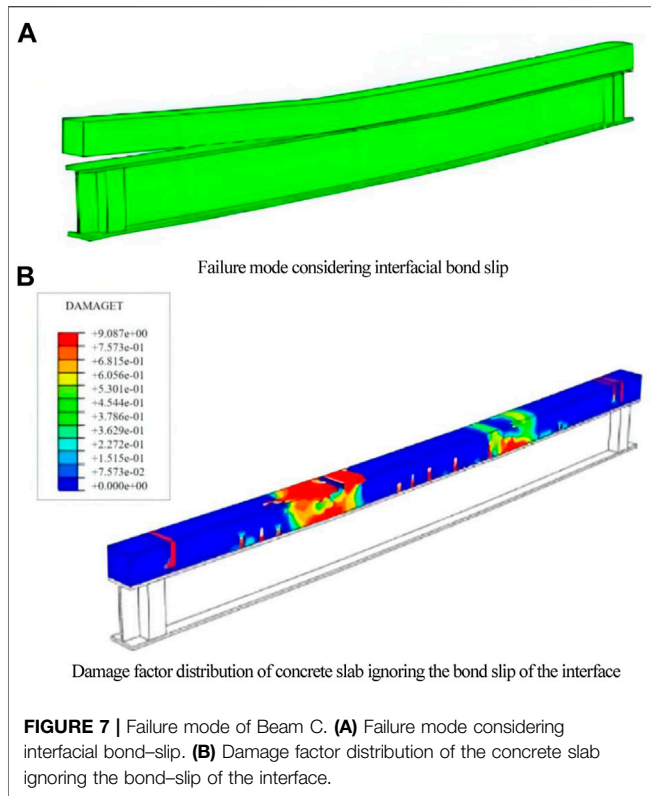 A
Failure mode considering interfacial bond slip
B
DAMAGET
+9.087e+00
+7.573e-01
+6.815e-01
+6.056e-01
+5.301e-01
+4.544e-01
+3.786e-01
+3.629e-01
+2.272e-01
+1.515e-01
+7.573e-02
+0.000e+00
Damage factor distribution of concrete slab ignoring the bond slip of the interface
FIGURE 7 | Failure mode of Beam C. (A) Failure mode considering
interfacial bond–slip. (B) Damage factor distribution of the concrete slab
ignoring the bond–slip of the interface.